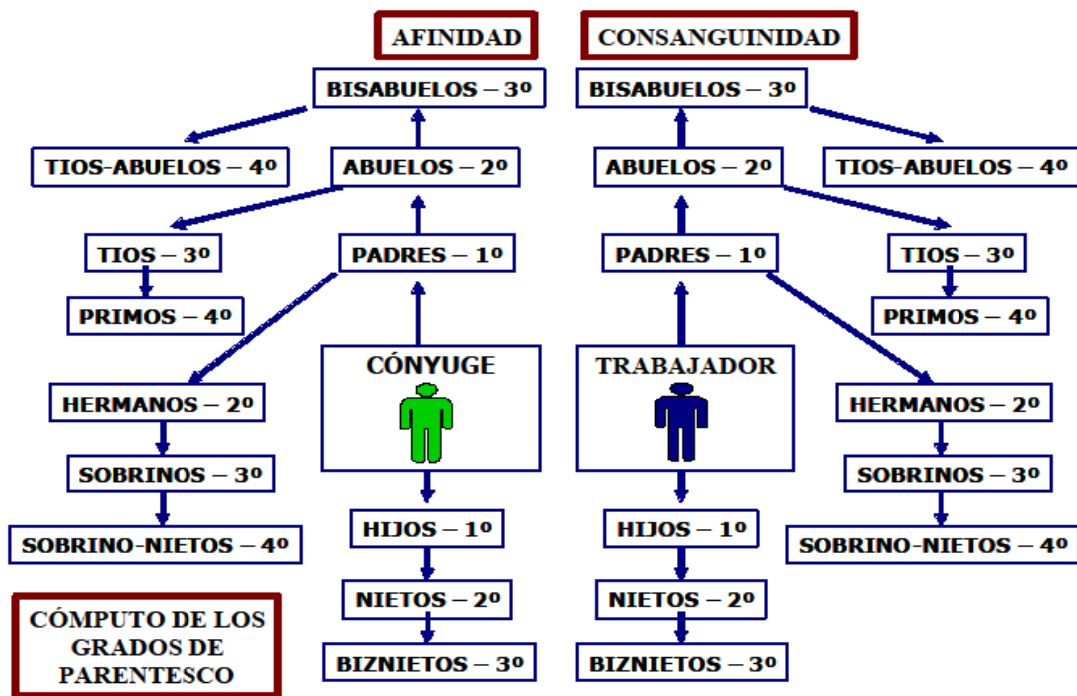 AFINIDAD
CONSANGUINIDAD
BISABUELOS – 3º
BISABUELOS – 3º
TIOS-ABUELOS – 4º
ABUELOS – 2º
ABUELOS – 2º
TIOS-ABUELOS – 4º
TIOS – 3º
PADRES – 1º
PADRES – 1º
TIOS – 3º
PRIMOS – 4º
PRIMOS – 4º
CÓNYUGE
TRABAJADOR
HERMANOS – 2º
HERMANOS – 2º
SOBRINOS – 3º
SOBRINOS – 3º
HIJOS – 1º
HIJOS – 1º
SOBRINO-NIETOS – 4º
SOBRINO-NIETOS – 4º
NIETOS – 2º
NIETOS – 2º
CÓMPUTO DE LOS
GRADOS DE
PARENTESCO
BIZNIETOS – 3º
BIZNIETOS – 3º